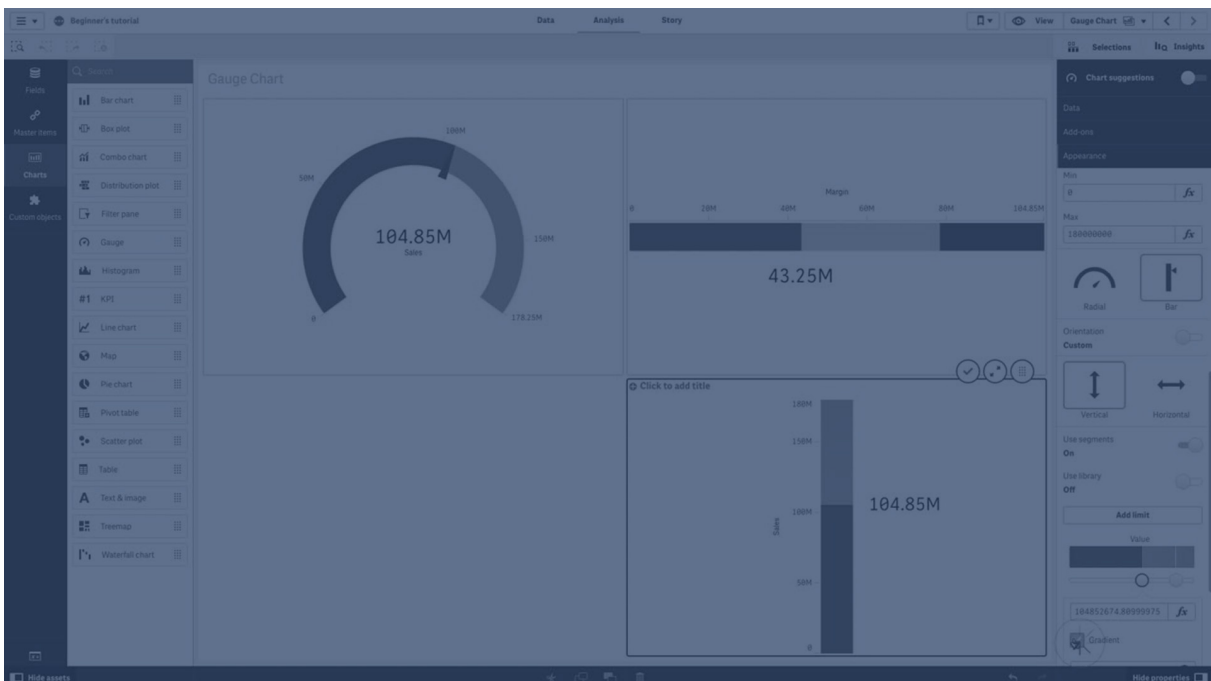 Beginner's tutorial
Data
Analysis
Story
View
Gauge Chart
Selections
Insights
Fields
Master items
Charts
Custom objects
Search
Bar chart
Box plot
Combo chart
Distribution plot
Filter pane
Gauge
Histogram
#1 KPI
Line chart
Map
Pie chart
Pivot table
Scatter plot
Table
A Text & image
Treemap
Waterfall chart
Gauge Chart
0
50M
100M
150M
178.25M
104.85M
Sales
Margin
0 20M 40M 60M 80M 104.85M
43.25M
Click to add title
180M
150M
100M
50M
0
Sales
104.85M
Chart suggestions
Data
Add-ons
Appearance
Min
0 fx
Max
180000000 fx
Radial
Bar
Orientation
Custom
Vertical
Horizontal
Use segments
On
Use library
Off
Add limit
Value
104852674.80999975 fx
Gradient
Hide assets
Hide properties